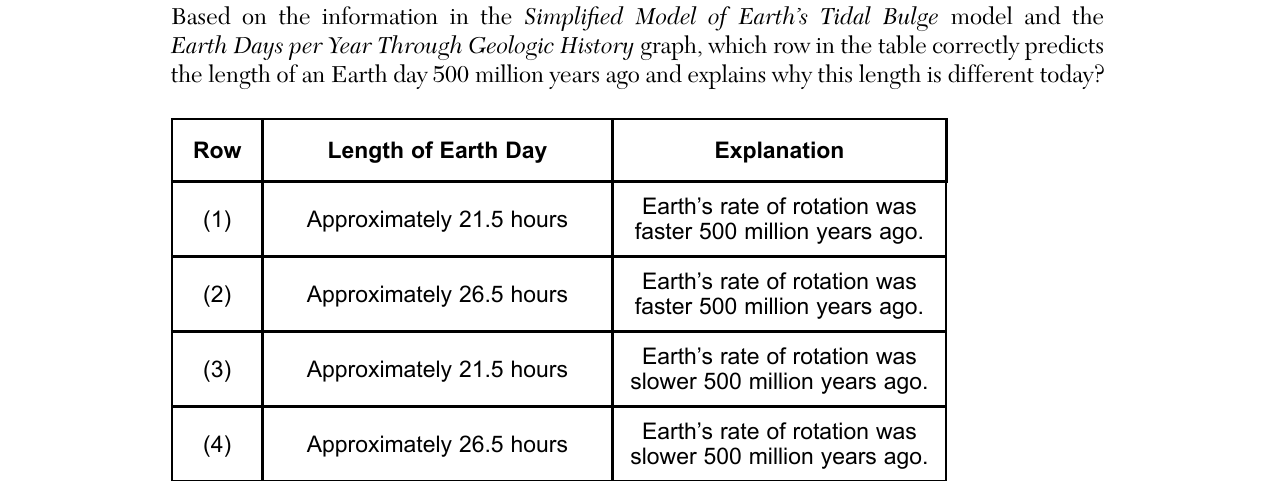 Based on the information in the Simplified Model of Earth’s Tidal Bulge model and the
Earth Days per Year Through Geologic History graph, which row in the table correctly predicts
the length of an Earth day 500 million years ago and explains why this length is different today?
Row Length of Earth Day Explanation
(1) Approximately 21.5 hours Earth’s rate of rotation was
faster 500 million years ago.
(2) Approximately 26.5 hours Earth’s rate of rotation was
faster 500 million years ago.
(3) Approximately 21.5 hours Earth’s rate of rotation was
slower 500 million years ago.
(4) Approximately 26.5 hours Earth’s rate of rotation was
slower 500 million years ago.